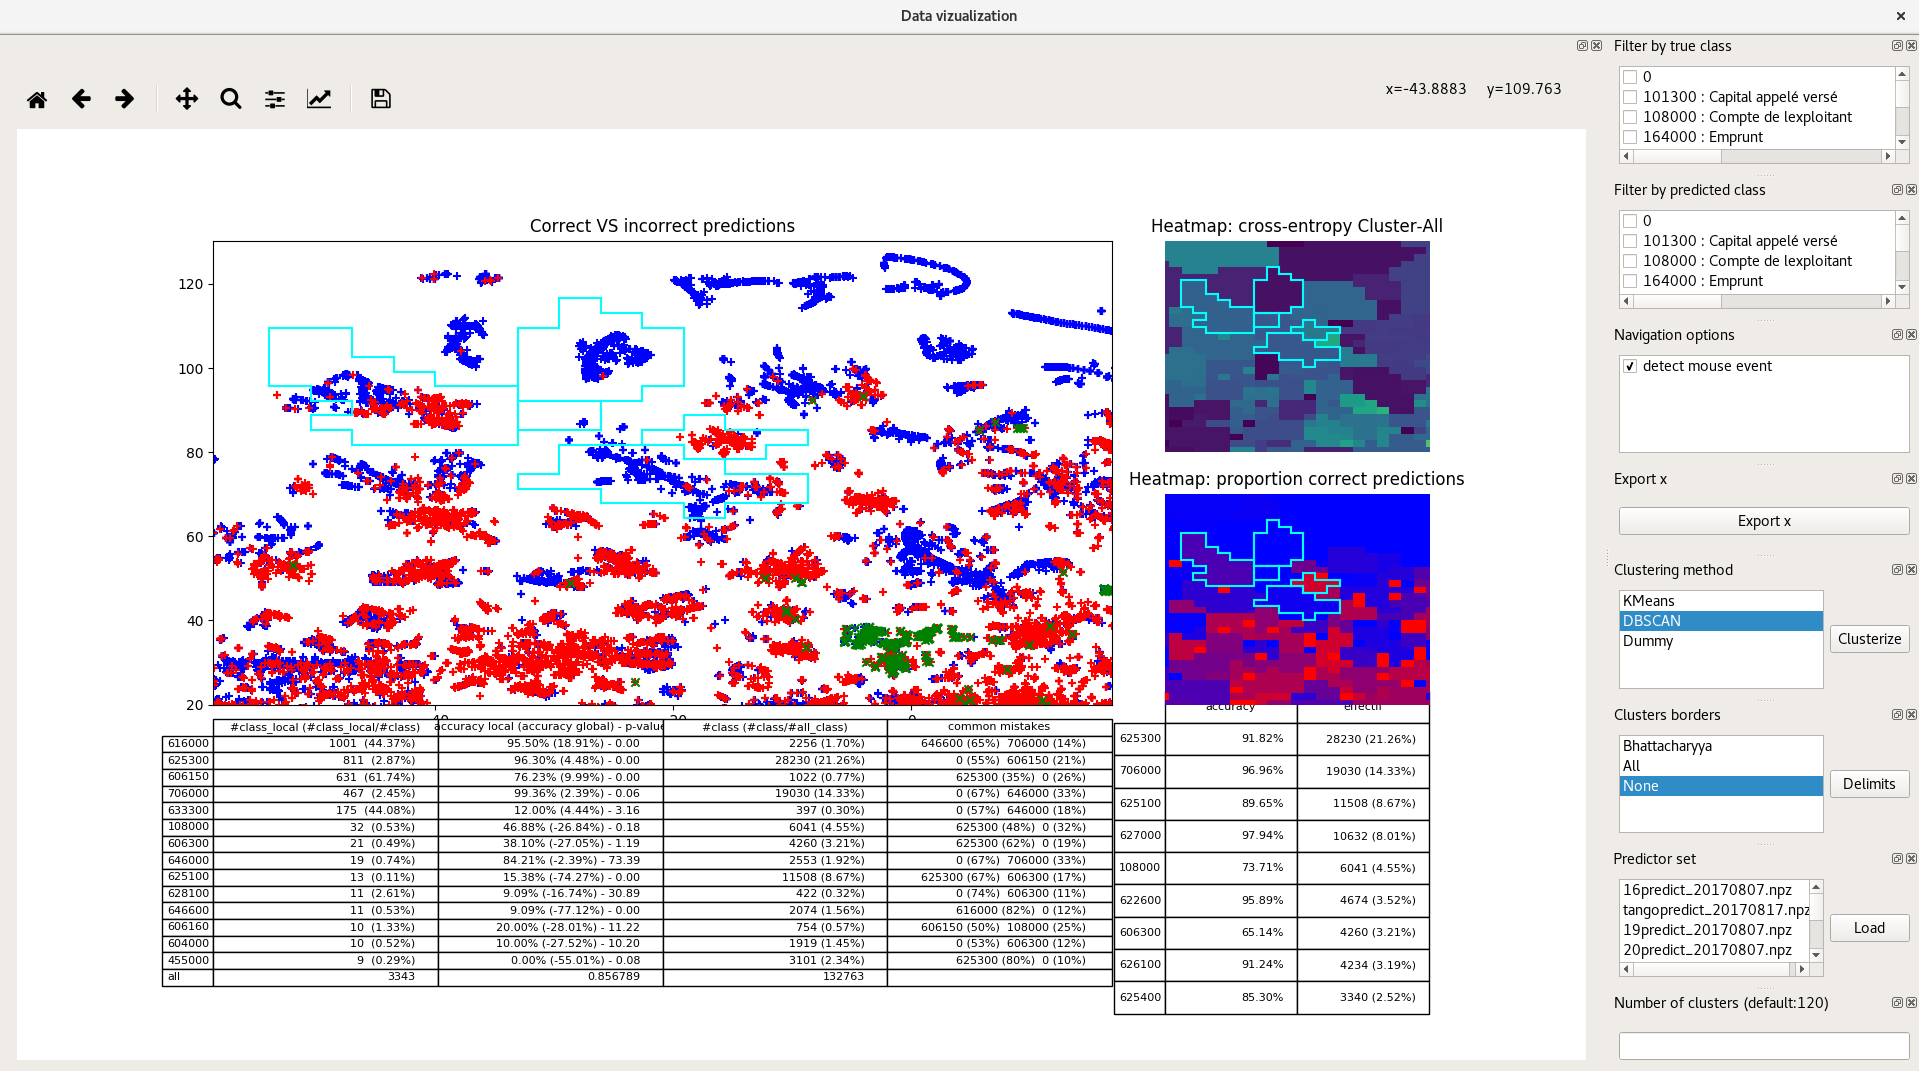 Data vizualization
Filter by true class
0
101300 : Capital appelé versé
108000 : Compte de lexploitant
164000 : Emprunt
x=-43.8883 y=109.763
Filter by predicted class
0
101300 : Capital appelé versé
108000 : Compte de lexploitant
164000 : Emprunt
Correct VS incorrect predictions
120
100
80
60
40
20
Heatmap: cross-entropy Cluster-All
Heatmap: proportion correct predictions
#class_local (#class_local/#class) accuracy local (accuracy global) - p-value #class (#class/#all_class) common mistakes
616000 1001 (44.37%) 95.50% (18.91%) - 0.00 2256 (1.70%) 646600 (65%) 706000 (14%)
625300 811 (2.87%) 96.30% (4.48%) - 0.00 28230 (21.26%) 0 (55%) 606150 (21%)
606150 631 (61.74%) 76.23% (9.99%) - 0.00 1022 (0.77%) 625300 (35%) 0 (26%)
706000 467 (2.45%) 99.36% (2.39%) - 0.06 19030 (14.33%) 0 (67%) 646000 (33%)
633300 175 (44.08%) 12.00% (4.44%) - 3.16 397 (0.30%) 0 (57%) 646000 (18%)
108000 32 (0.53%) 46.88% (-26.84%) - 0.18 6041 (4.55%) 625300 (48%) 0 (32%)
606300 21 (0.49%) 38.10% (-27.05%) - 1.19 4260 (3.21%) 625300 (62%) 0 (19%)
646000 19 (0.74%) 84.21% (-2.39%) - 73.39 2553 (1.92%) 0 (67%) 706000 (33%)
625100 13 (0.11%) 15.38% (-74.27%) - 0.00 11508 (8.67%) 625300 (67%) 606300 (17%)
628100 11 (2.61%) 9.09% (-16.74%) - 30.89 422 (0.32%) 0 (74%) 606300 (11%)
646600 11 (0.53%) 9.09% (-77.12%) - 0.00 2074 (1.56%) 616000 (82%) 0 (12%)
606160 10 (1.33%) 20.00% (-28.01%) - 11.22 754 (0.57%) 606150 (50%) 108000 (25%)
604000 10 (0.52%) 10.00% (-27.52%) - 10.20 1919 (1.45%) 0 (53%) 606300 (12%)
455000 9 (0.29%) 0.00% (-55.01%) - 0.08 3101 (2.34%) 625300 (80%) 0 (10%)
all 3343 0.856789 132763
accuracy effectif
625300 91.82% 28230 (21.26%)
706000 96.96% 19030 (14.33%)
625100 89.65% 11508 (8.67%)
627000 97.94% 10632 (8.01%)
108000 73.71% 6041 (4.55%)
622600 95.89% 4674 (3.52%)
606300 65.14% 4260 (3.21%)
626100 91.24% 4234 (3.19%)
625400 85.30% 3340 (2.52%)
Navigation options
detect mouse event
Export x
Export x
Clustering method
KMeans
DBSCAN
Dummy
Clusterize
Clusters borders
Bhattacharyya
All
None
Delimits
Predictor set
16predict_20170807.npz
tangopredict_20170817.npz
19predict_20170807.npz
20predict_20170807.npz
Load
Number of clusters (default:120)